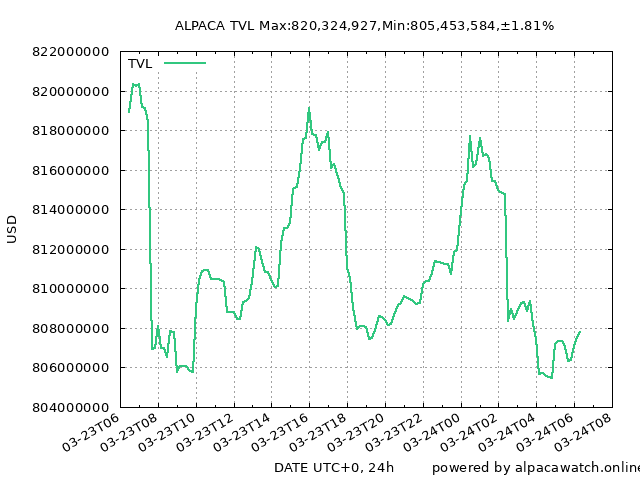 ALPACA TVL Max:820,324,927,Min:805,453,584,±1.81%
822000000
820000000
818000000
816000000
814000000
812000000
810000000
808000000
806000000
804000000
USD
TVL
03-23T06
03-23T08
03-23T10
03-23T12
03-23T14
03-23T16
03-23T18
03-23T20
03-23T22
03-24T00
03-24T02
03-24T04
03-24T06
03-24T08
DATE UTC+0, 24h
powered by alpacawatch.online